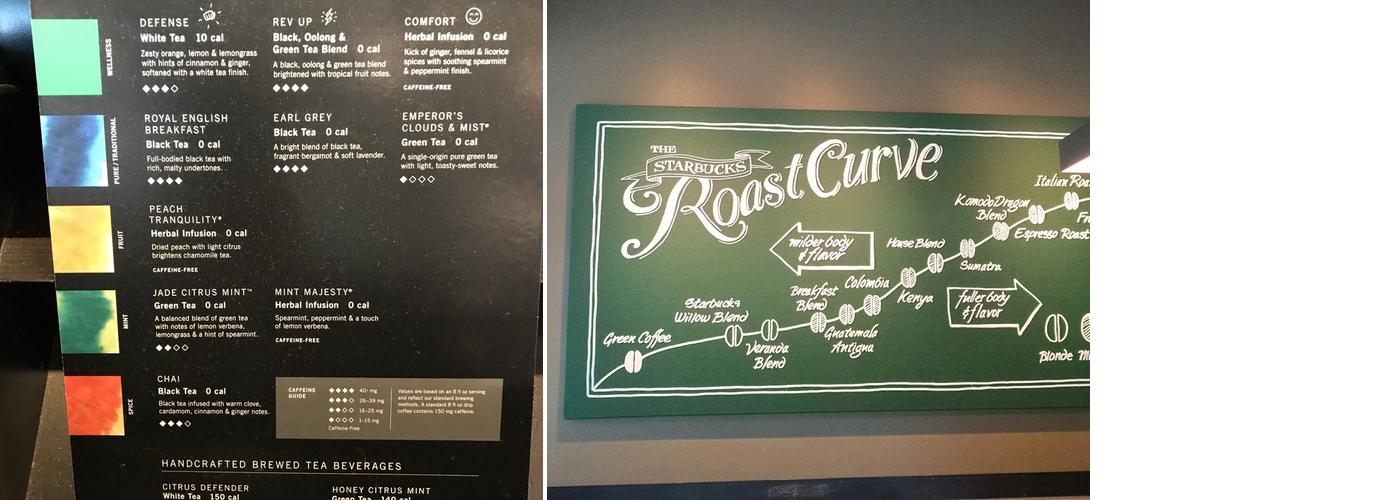 WELLNESS
DEFENSE
White Tea 10 cal
Zesty orange, lemon & lemongrass
with hints of cinnamon & ginger,
softened with a white tea finish.
REV UP
Black, Oolong &
Green Tea Blend 0 cal
A black, oolong & green tea blend
brightened with tropical fruit notes.
COMFORT
Herbal Infusion 0 cal
Kick of ginger, fennel & licorice
spices with soothing spearmint
& peppermint finish.
CAFFEINE-FREE
PURE / TRADITIONAL
ROYAL ENGLISH
BREAKFAST
Black Tea 0 cal
Full-bodied black tea with
rich, malty undertones.
EARL GREY
Black Tea 0 cal
A bright blend of black tea,
fragrant bergamot & soft lavender.
EMPEROR'S
CLOUDS & MIST®
Green Tea 0 cal
A single-origin pure green tea
with light, toasty-sweet notes.
FRUIT
PEACH
TRANQUILITY®
Herbal Infusion 0 cal
Dried peach with light citrus
brightens chamomile tea.
CAFFEINE-FREE
MINT
JADE CITRUS MINT™
Green Tea 0 cal
A balanced blend of green tea
with notes of lemon verbena,
lemongrass & a hint of spearmint.
MINT MAJESTY®
Herbal Infusion 0 cal
Spearmint, peppermint & a touch
of lemon verbena.
CAFFEINE-FREE
SPICE
CHAI
Black Tea 0 cal
Black tea infused with warm clove,
cardamom, cinnamon & ginger notes.
CAFFEINE
GUIDE
40+ mg
26-39 mg
16-25 mg
1-15 mg
Caffeine-Free
Values are based on an 8 fl oz serving
and reflect our standard brewing
methods. A standard 8 fl oz drip
coffee contains 150 mg caffeine.
HANDCRAFTED BREWED TEA BEVERAGES
CITRUS DEFENDER
White Tea 150 cal
HONEY CITRUS MINT
Green Tea 140 cal
THE
STARBUCKS
Roast Curve
milder body
& flavor
Green Coffee
Starbucks
Willow Blend
Veranda
Blend
Breakfast
Blend
Guatemala
Antigua
Colombia
Kenya
House Blend
Sumatra
Komodo Dragon
Blend
Espresso Roast
Italian Roa
Fr
fuller body
& flavor
Blonde M